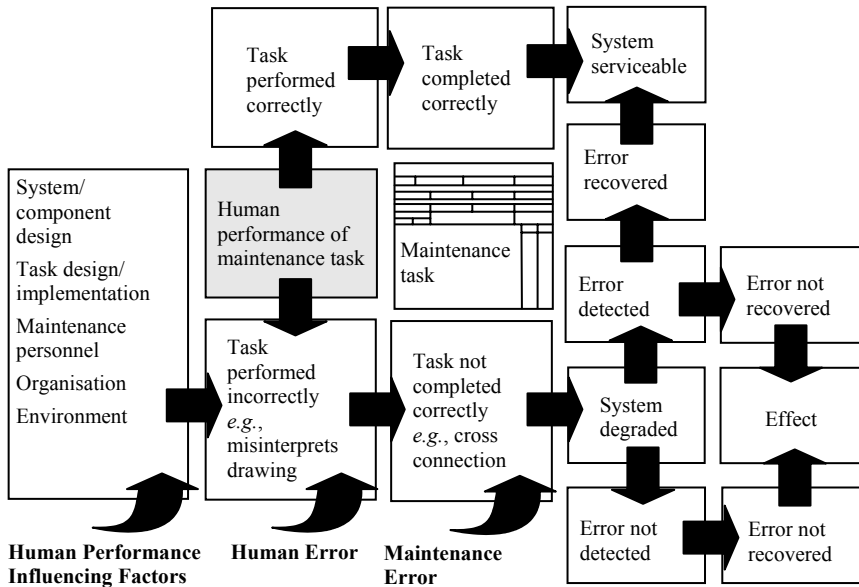 Task
performed
correctly
Task
completed
correctly
System
serviceable
Error
recovered
System/
component
design
Task design/
implementation
Maintenance
personnel
Organisation
Environment
Human
performance of
maintenance task
Maintenance
task
Error
detected
Error not
recovered
Task
performed
incorrectly
e.g.,
misinterprets
drawing
Task not
completed
correctly
e.g., cross
connection
System
degraded
Effect
Error not
detected
Error not
recovered
Human Performance
Influencing Factors
Human Error
Maintenance
Error